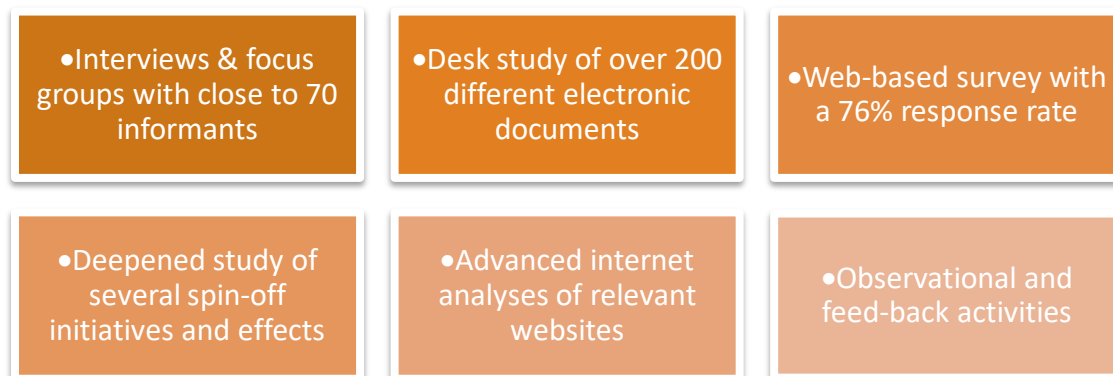 •Interviews & focus
groups with close to 70
informants
•Desk study of over 200
different electronic
documents
•Web-based survey with
a 76% response rate
•Deepened study of
several spin-off
initiatives and effects
•Advanced internet
analyses of relevant
websites
•Observational and
feed-back activities